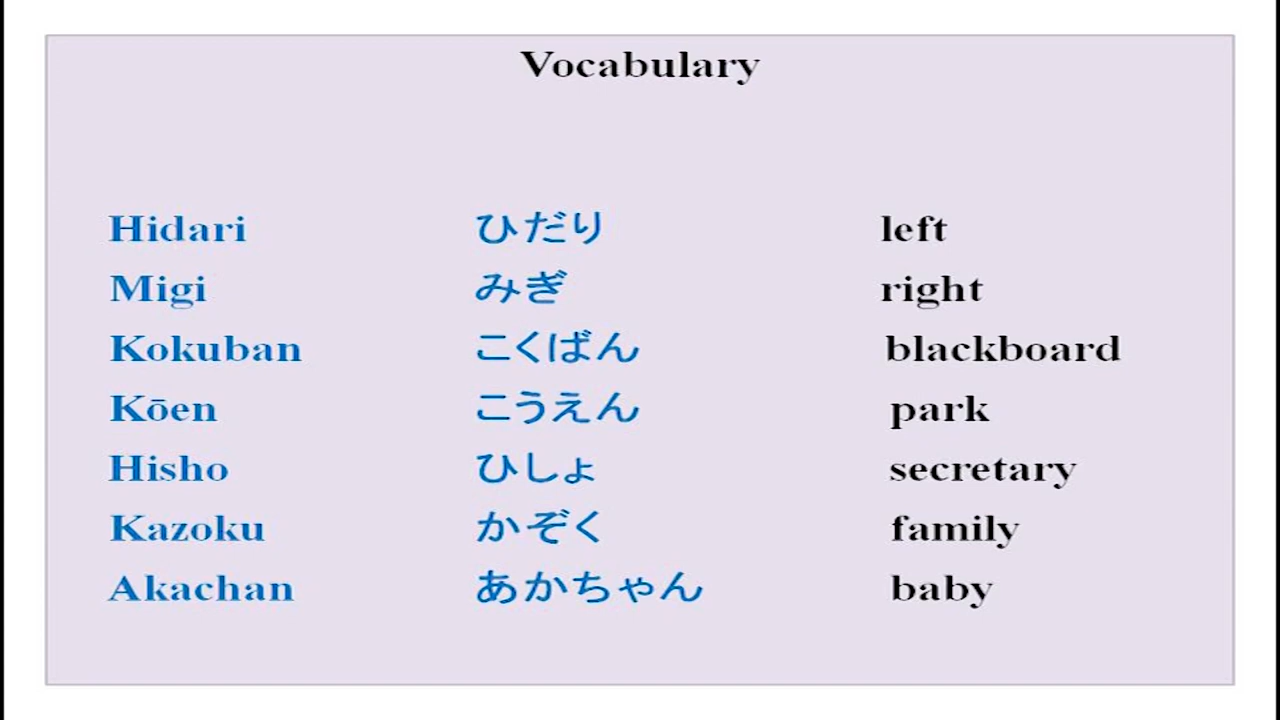 Vocabulary
Hidari ひだり left
Migi みぎ right
Kokuban こくばん blackboard
Kōen こうえん park
Hisho ひしょ secretary
Kazoku かぞく family
Akachan あかちゃん baby